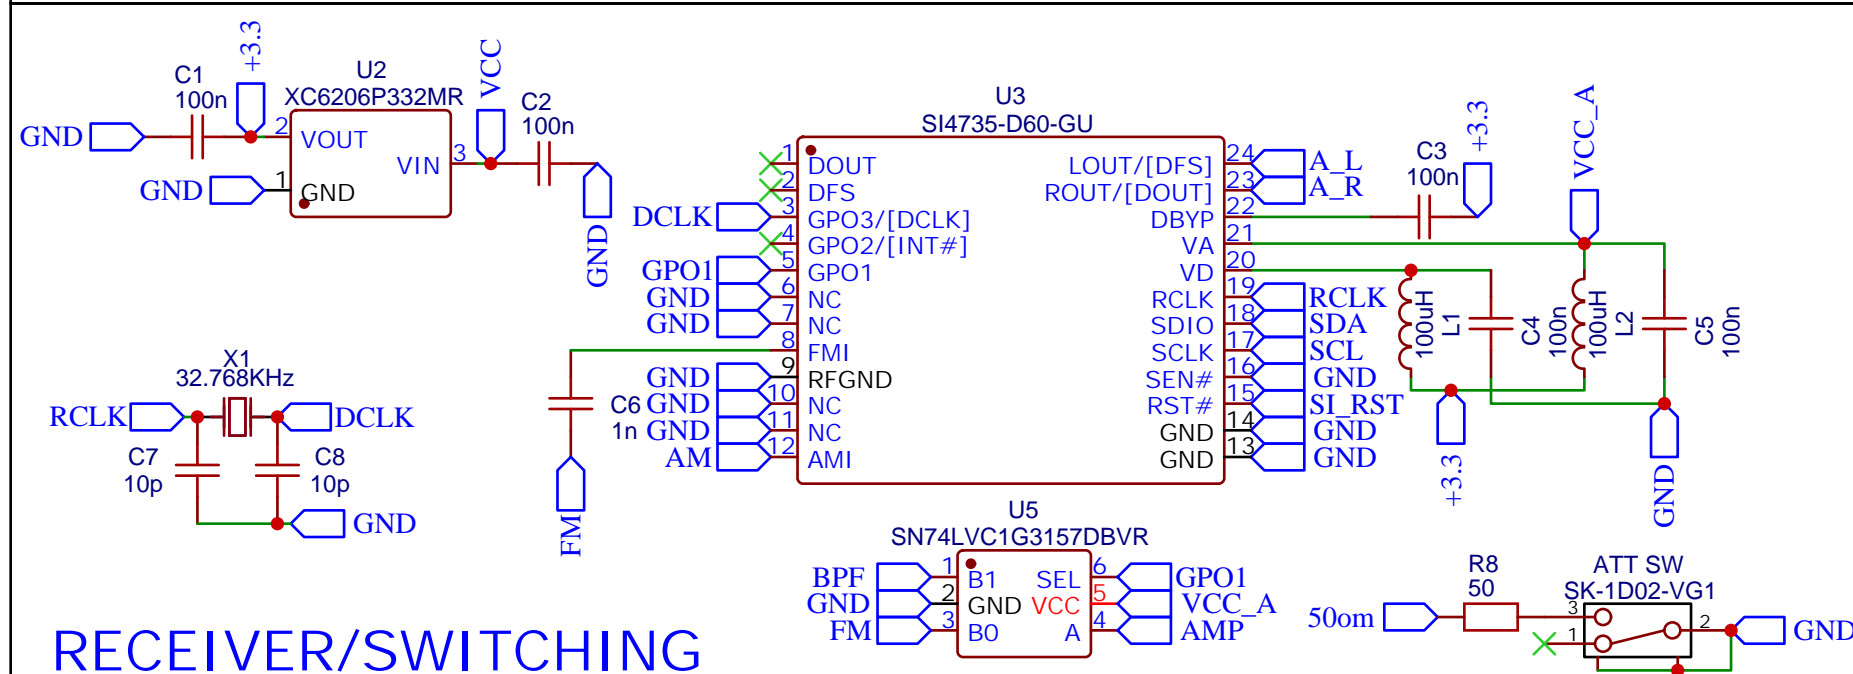 +3.3
C1
100n
GND
2
VOUT
U2
XC6206P332MR
VIN
3
1
GND
GND
VCC
C2
100n
GND
U3
SI4735-D60-GU
1
DOUT
2
DFS
DCLK
3
GPO3/[DCLK]
4
GPO2/[INT#]
GPO1
5
GPO1
GND
6
NC
GND
7
NC
8
FMI
GND
9
RFGND
GND
10
NC
GND
11
NC
AM
12
AMI
LOUT/[DFS]
24
A_L
ROUT/[DOUT]
23
A_R
DBYP
22
VA
21
VD
20
RCLK
19
RCLK
SDIO
18
SDA
SCLK
17
SCL
SEN#
16
GND
RST#
15
SI_RST
GND
14
GND
GND
13
GND
C3
100n
+3.3
VCC_A
100uH
L1
C4
100n
100uH
L2
C5
100n
+3.3
GND
C6
1n
FM
X1
32.768KHz
RCLK
DCLK
C7
10p
C8
10p
GND
U5
SN74LVC1G3157DBVR
BPF
1
B1
GND
2
GND
FM
3
B0
SEL
6
GPO1
VCC
5
VCC_A
A
4
AMP
R8
50
50om
ATT SW
SK-1D02-VG1
3
1
2
GND
RECEIVER/SWITCHING